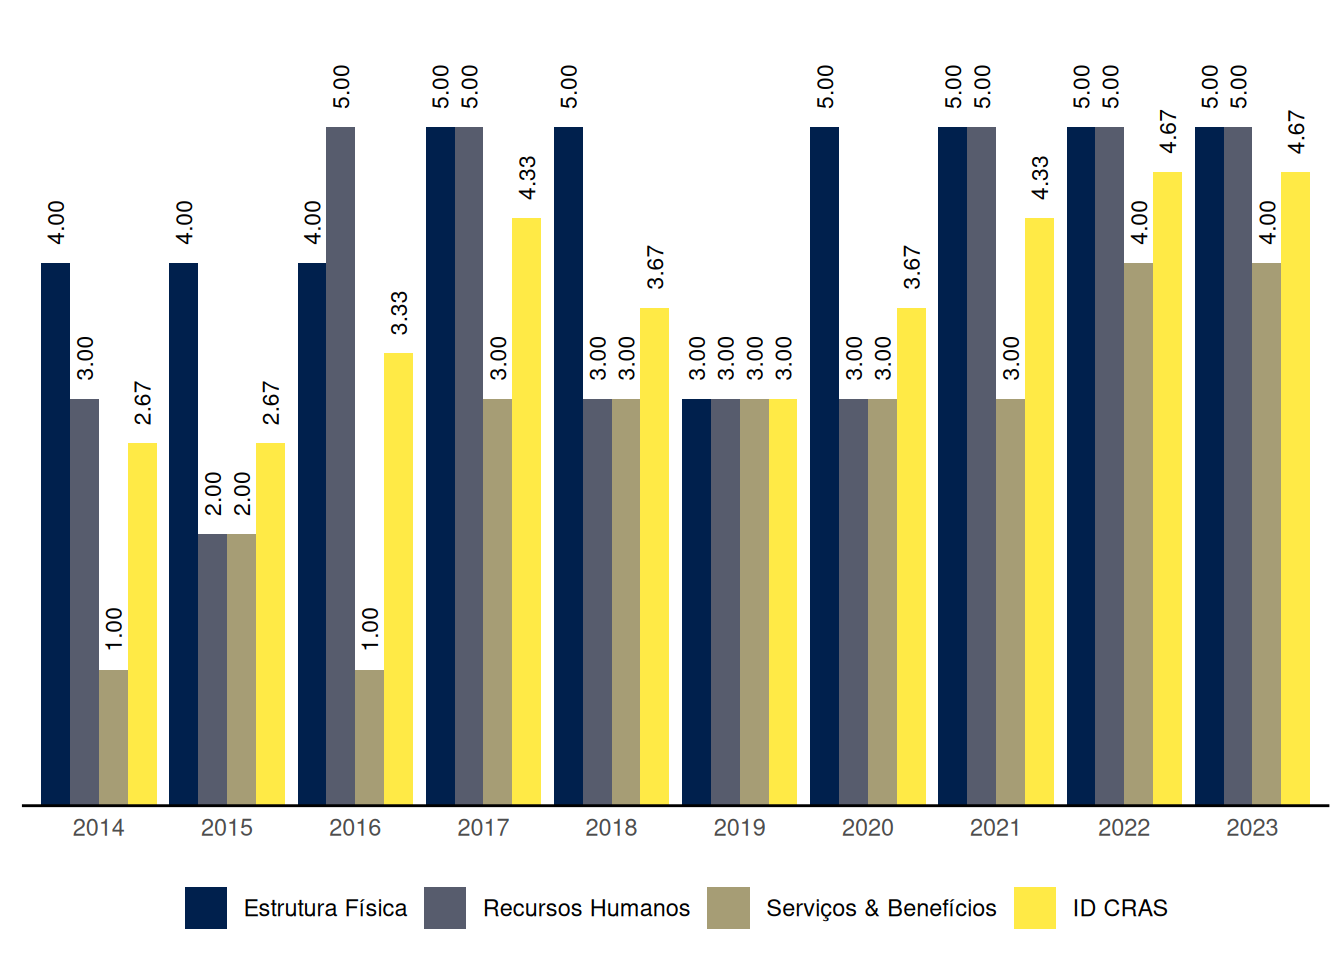 5.00 5.00 5.00 5.00 5.00 5.00 5.00 5.00 5.00 5.00 5.00
4.67 4.67
4.33 4.33
4.00 4.00 4.00 4.00 4.00
3.67 3.67
3.33
3.00 3.00 3.00 3.00 3.00 3.00 3.00 3.00 3.00 3.00 3.00
2.67 2.67
2.00 2.00
1.00 1.00
2014 2015 2016 2017 2018 2019 2020 2021 2022 2023
Estrutura Física Recursos Humanos Serviços & Benefícios ID CRAS